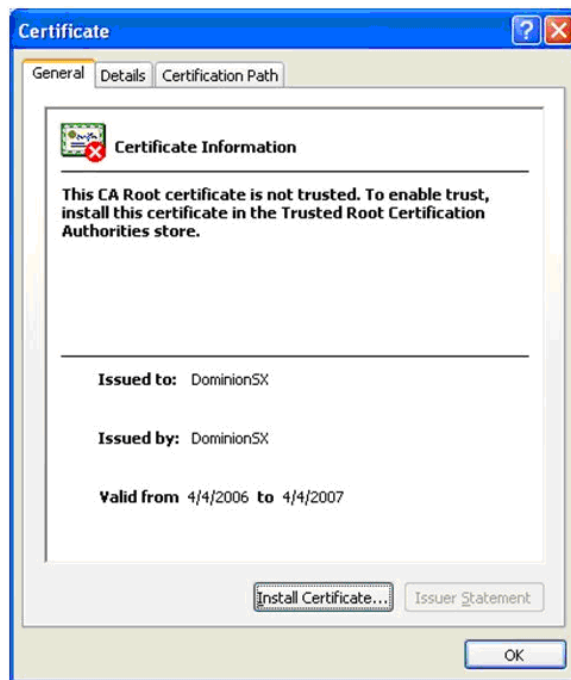 Certificate
General Details Certification Path
Certificate Information
This CA Root certificate is not trusted. To enable trust,
install this certificate in the Trusted Root Certification
Authorities store.
Issued to: DominionSX
Issued by: DominionSX
Valid from 4/4/2006 to 4/4/2007
Install Certificate... Issuer Statement
OK